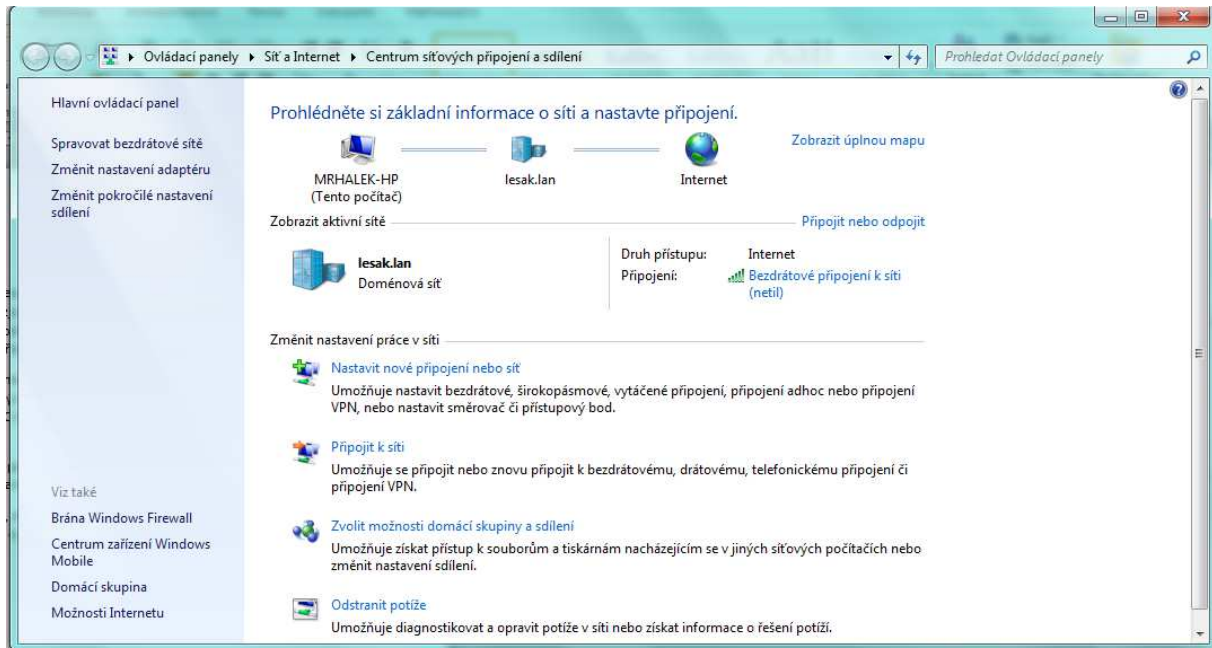 Ovládací panely ▸ Síť a Internet ▸ Centrum síťových připojení a sdílení
Prohledat Ovládací panely
Hlavní ovládací panel
Spravovat bezdrátové sítě
Změnit nastavení adaptéru
Změnit pokročilé nastavení
sdílení
Viz také
Brána Windows Firewall
Centrum zařízení Windows
Mobile
Domácí skupina
Možnosti Internetu
Prohlédněte si základní informace o síti a nastavte připojení.
Zobrazit úplnou mapu
MRHALEK-HP
(Tento počítač)
lesak.lan
Internet
Zobrazit aktivní sítě
Připojit nebo odpojit
lesak.lan
Doménová síť
Druh přístupu: Internet
Připojení: Bezdrátové připojení k síti
(netil)
Změnit nastavení práce v síti
Nastavit nové připojení nebo síť
Umožňuje nastavit bezdrátové, širokopásmové, vytáčené připojení, připojení adhoc nebo připojení
VPN, nebo nastavit směrovač či přístupový bod.
Připojit k síti
Umožňuje se připojit nebo znovu připojit k bezdrátovému, drátovému, telefonickému připojení či
připojení VPN.
Zvolit možnosti domácí skupiny a sdílení
Umožňuje získat přístup k souborům a tiskárnám nacházejícím se v jiných síťových počítačích nebo
změnit nastavení sdílení.
Odstranit potíže
Umožňuje diagnostikovat a opravit potíže v síti nebo získat informace o řešení potíží.